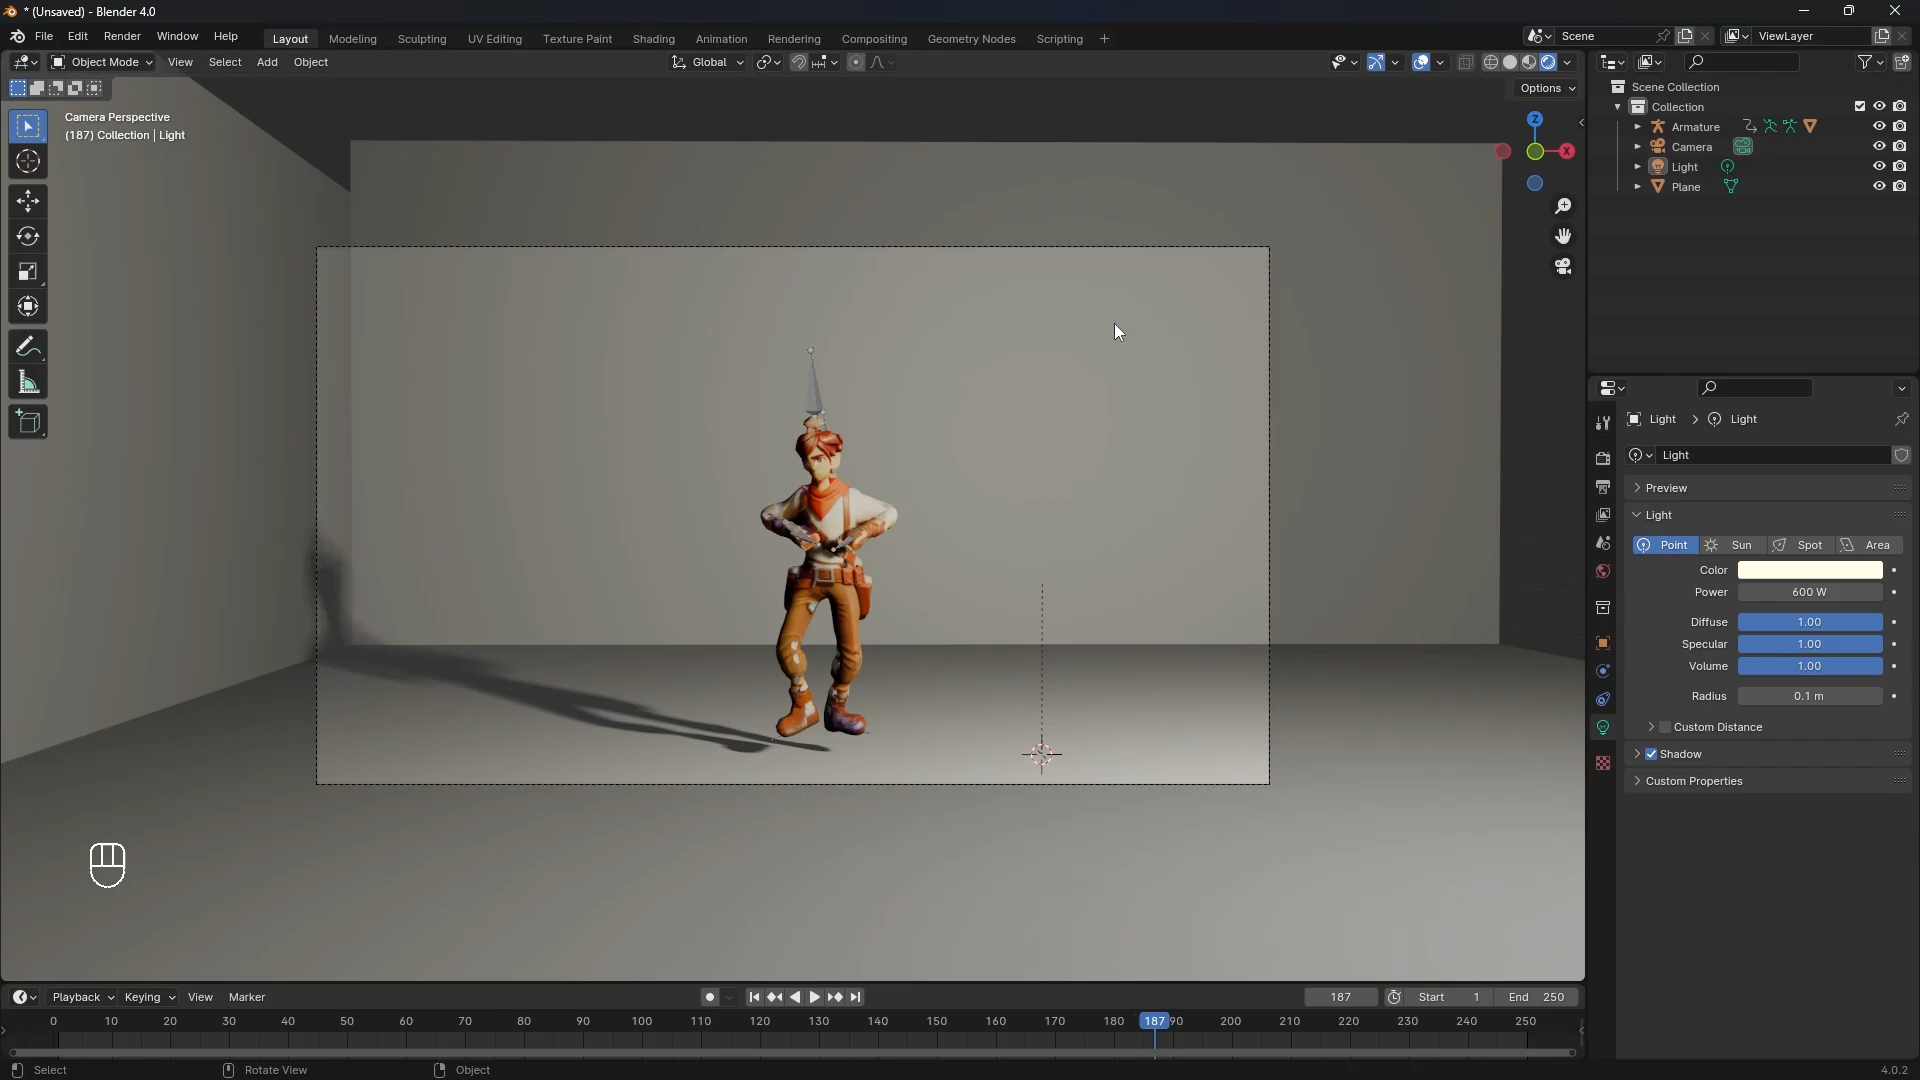 * (Unsaved) - Blender 4.0
File Edit Render Window Help Layout Modeling Sculpting UV Editing Texture Paint Shading Animation Rendering Compositing Geometry Nodes Scripting + Scene ViewLayer
Object Mode View Select Add Object Global
Options
Camera Perspective
(187) Collection | Light
Z
X
Scene Collection
Collection
Armature
Camera
Light
Plane
Light > Light
Light
Preview
Light
Point Sun Spot Area
Color
Power 600 W
Diffuse 1.00
Specular 1.00
Volume 1.00
Radius 0.1 m
Custom Distance
Shadow
Custom Properties
Playback Keying View Marker 187 Start 1 End 250
0 10 20 30 40 50 60 70 80 90 100 110 120 130 140 150 160 170 180 187 90 200 210 220 230 240 250
Select Rotate View Object 4.0.2